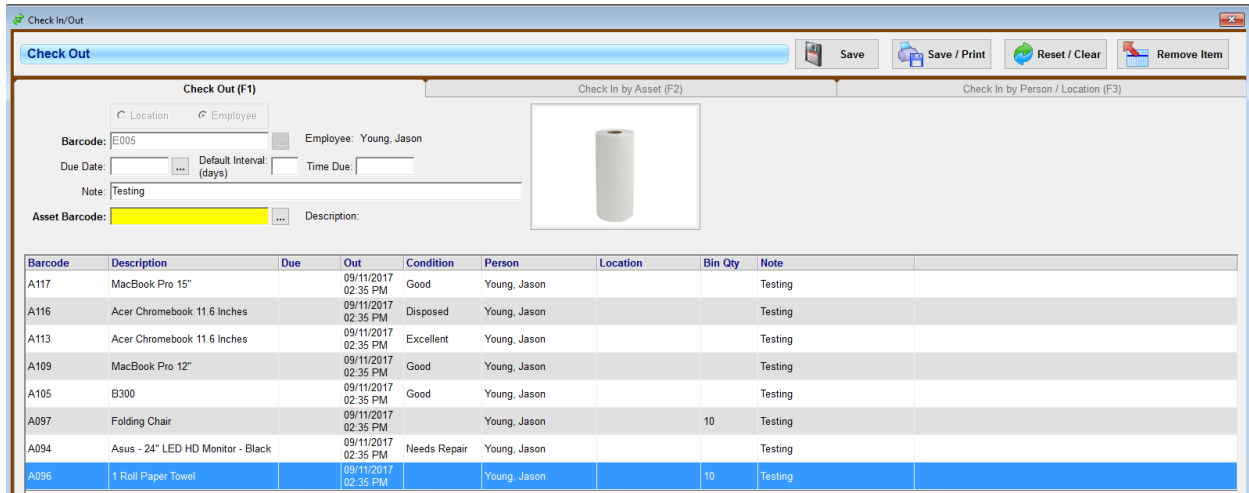 Check In/Out
Check Out
Save
Save / Print
Reset / Clear
Remove Item
Check Out (F1)
Check In by Asset (F2)
Check In by Person / Location (F3)
Location
Employee
Barcode: E005 ... Employee: Young, Jason
Due Date: ... Default Interval: (days) Time Due:
Note: Testing
Asset Barcode: ... Description:
Barcode Description Due Out Condition Person Location Bin Qty Note
A117 MacBook Pro 15" 09/11/2017 02:35 PM Good Young, Jason Testing
A116 Acer Chromebook 11.6 Inches 09/11/2017 02:35 PM Disposed Young, Jason Testing
A113 Acer Chromebook 11.6 Inches 09/11/2017 02:35 PM Excellent Young, Jason Testing
A109 MacBook Pro 12" 09/11/2017 02:35 PM Good Young, Jason Testing
A105 B300 09/11/2017 02:35 PM Good Young, Jason Testing
A097 Folding Chair 09/11/2017 02:35 PM Young, Jason 10 Testing
A094 Asus - 24" LED HD Monitor - Black 09/11/2017 02:35 PM Needs Repair Young, Jason Testing
A096 1 Roll Paper Towel 09/11/2017 02:35 PM Young, Jason 10 Testing